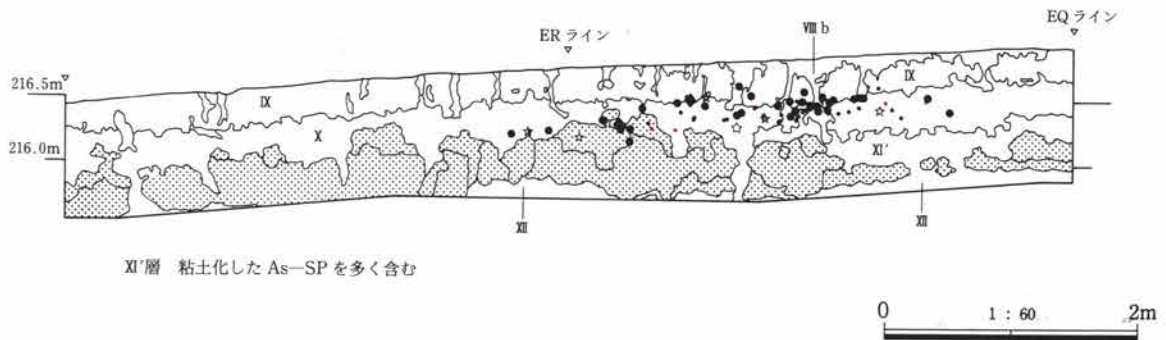 EQ ライン
ER ライン
Ⅷ b
216.5m
Ⅸ
Ⅸ
Ⅹ
216.0m
Ⅺ′
Ⅻ
Ⅻ
Ⅺ′層 粘土化した As—SP を多く含む
0 1 : 60 2m